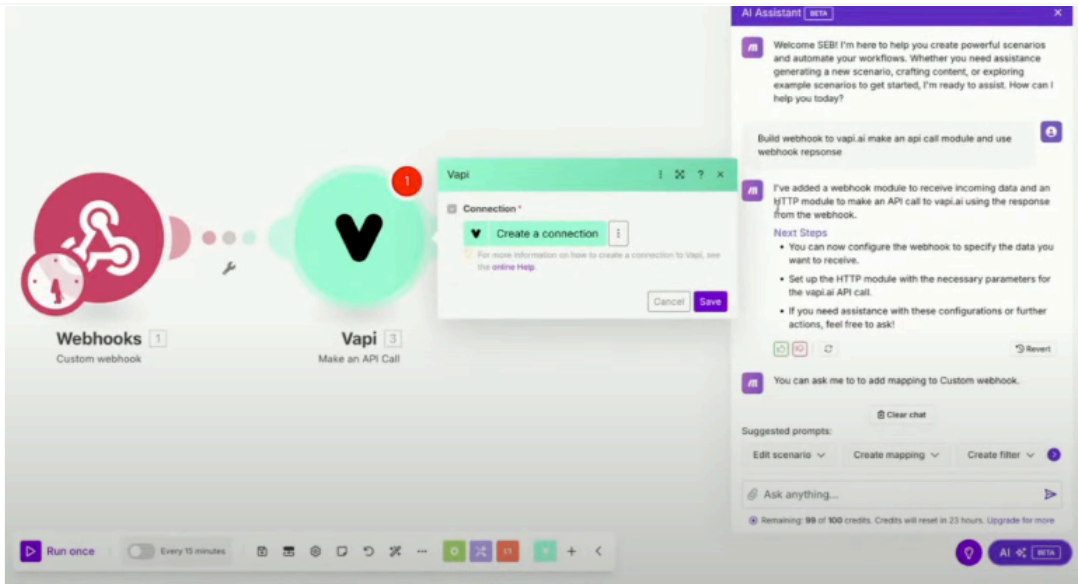 AI Assistant BETA
Welcome SEB! I'm here to help you create powerful scenarios
and automate your workflows. Whether you need assistance
generating a new scenario, crafting content, or exploring
example scenarios to get started, I'm ready to assist. How can I
help you today?
Build webhook to vapi.ai make an api call module and use
webhook repsonse
I've added a webhook module to receive incoming data and an
HTTP module to make an API call to vapi.ai using the response
from the webhook.
Next Steps
• You can now configure the webhook to specify the data you
want to receive.
• Set up the HTTP module with the necessary parameters for
the vapi.ai API call.
• If you need assistance with these configurations or further
actions, feel free to ask!
Revert
You can ask me to to add mapping to Custom webhook.
Clear chat
Suggested prompts:
Edit scenario
Create mapping
Create filter
Ask anything...
Remaining: 99 of 100 credits. Credits will reset in 23 hours. Upgrade for more
AI BETA
Vapi
Connection *
Create a connection
For more information on how to create a connection to Vapi, see
the online Help.
Cancel
Save
1
Webhooks 1
Custom webhook
Vapi 3
Make an API Call
Run once
Every 15 minutes